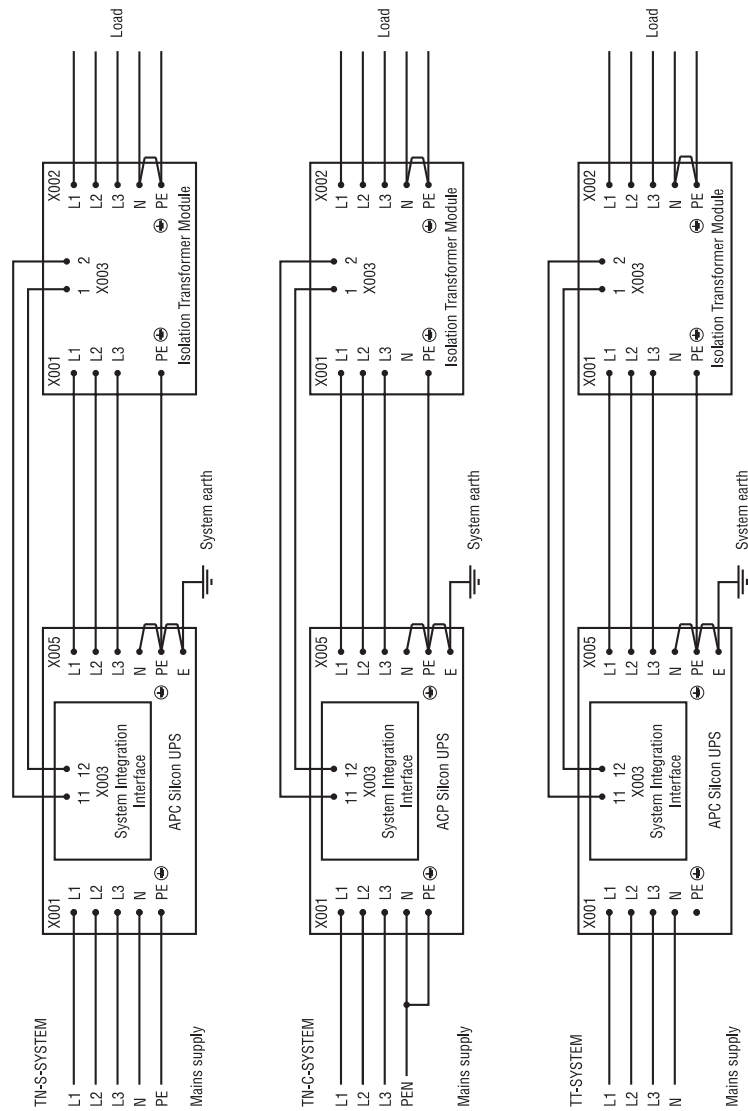 TN-S-SYSTEM
L1
L2
L3
N
PE
Mains supply
X001
L1
L2
L3
N
PE
11 12
X003
System Integration
Interface
APC Silcon UPS
X005
L1
L2
L3
N
PE
E
System earth
X001
L1
L2
L3
N
PE
1 2
X003
Isolation Transformer Module
X002
L1
L2
L3
N
PE
Load
TN-C-SYSTEM
L1
L2
L3
PEN
Mains supply
X001
L1
L2
L3
N
PE
11 12
X003
System Integration
Interface
ACP Silcon UPS
X005
L1
L2
L3
N
PE
E
System earth
X001
L1
L2
L3
N
PE
1 2
X003
Isolation Transformer Module
X002
L1
L2
L3
N
PE
Load
TT-SYSTEM
L1
L2
L3
N
Mains supply
X001
L1
L2
L3
N
PE
11 12
X003
System Integration
Interface
APC Silcon UPS
X005
L1
L2
L3
N
PE
E
System earth
X001
L1
L2
L3
N
PE
1 2
X003
Isolation Transformer Module
X002
L1
L2
L3
N
PE
Load